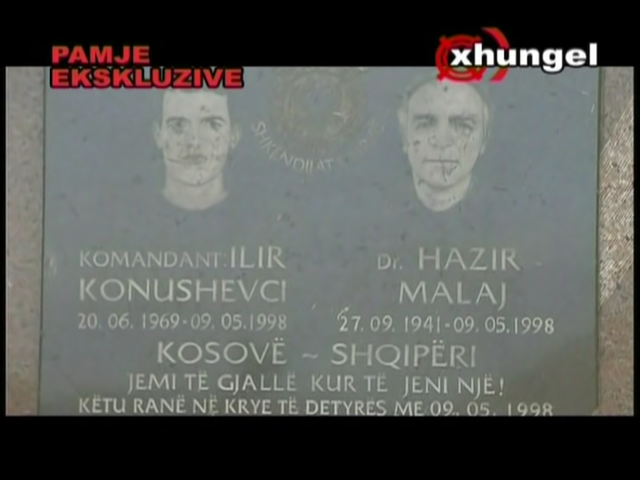 PAMJE
EKSKLUZIVE
xhungel
KOMANDANT: ILIR
KONUSHEVCI
20. 06. 1969-09. 05. 1998
Dr. HAZIR
MALAJ
27. 09. 1941-09. 05. 1998
KOSOVË ~ SHQIPËRI
JEMI TË GJALLË KUR TË JENI NJË!
KËTU RANË NË KRYE TË DETYRËS ME 09. 05. 1998